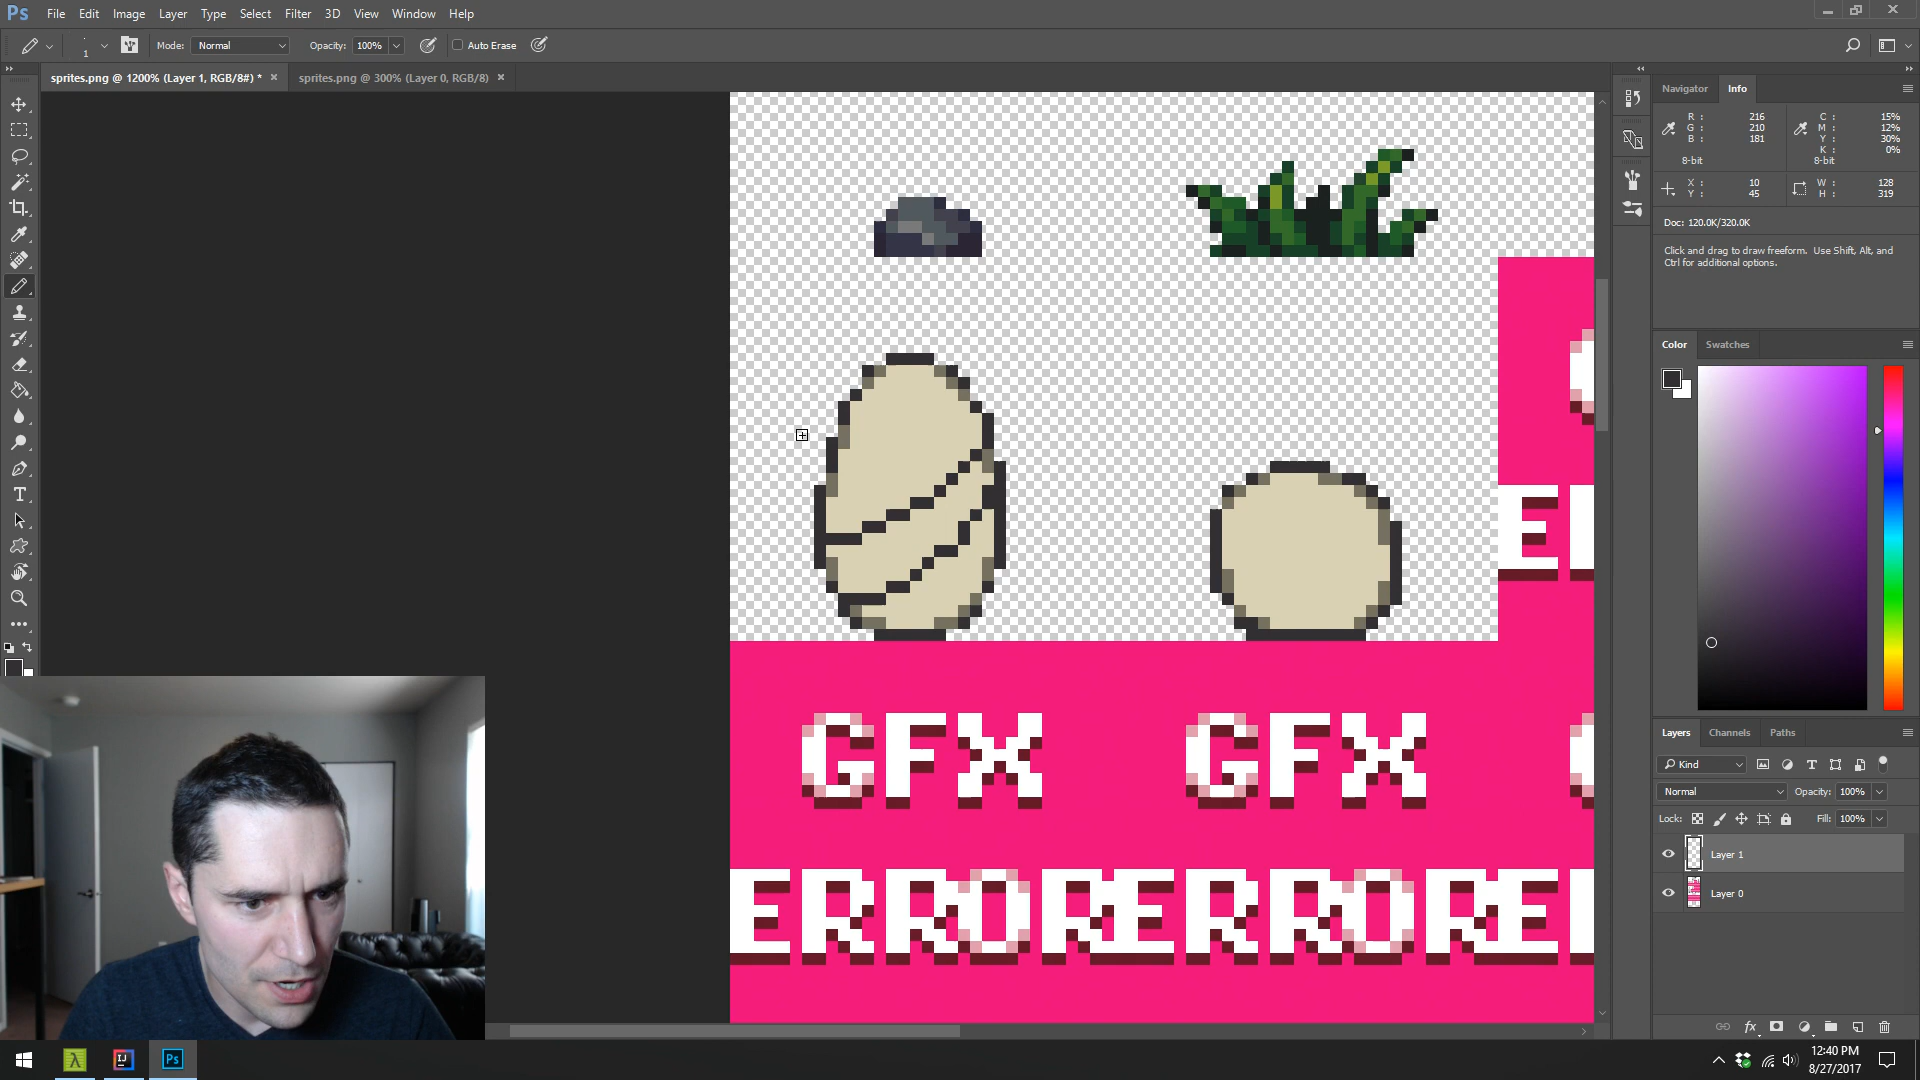 Ps File Edit Image Layer Type Select Filter 3D View Window Help
1 Mode: Normal Opacity: 100% Auto Erase
sprites.png @ 1200% (Layer 1, RGB/8#) * × sprites.png @ 300% (Layer 0, RGB/8) ×
Navigator Info
R : 216 C : 15%
G : 210 M : 12%
B : 181 Y : 30%
K : 0%
8-bit 8-bit
X : 10 W : 128
Y : 45 H : 319
Doc: 120.0K/320.0K
Click and drag to draw freeform. Use Shift, Alt, and
Ctrl for additional options.
Color Swatches
GFX GFX
ERRORERRORE
Layers Channels Paths
Kind
Normal Opacity: 100%
Lock: Fill: 100%
Layer 1
Layer 0
fx
λ IJ Ps
12:40 PM
8/27/2017